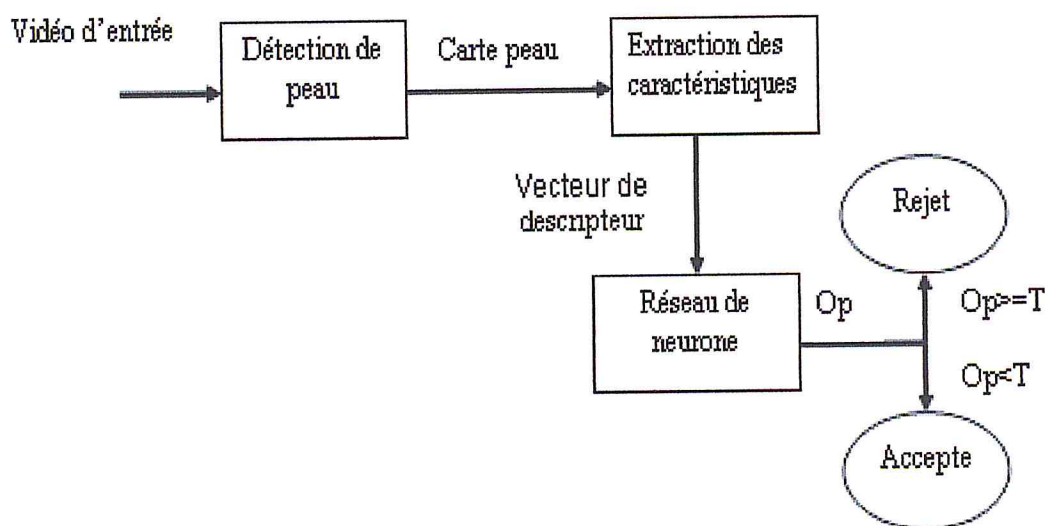 Vidéo d'entrée
Détection de
peau
Carte peau
Extraction des
caractéristiques
Vecteur de
descripteur
Réseau de
neurone
Op
Rejet
Op>=T
Op<T
Accepte